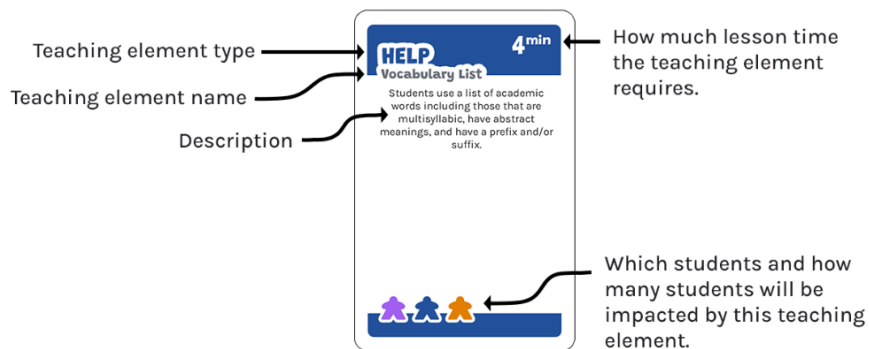 Teaching element type
Teaching element name
Description
HELP
4min
Vocabulary List
Students use a list of academic
words including those that are
multisyllabic, have abstract
meanings, and have a prefix and/or
suffix.
How much lesson time
the teaching element
requires.
Which students and how
many students will be
impacted by this teaching
element.